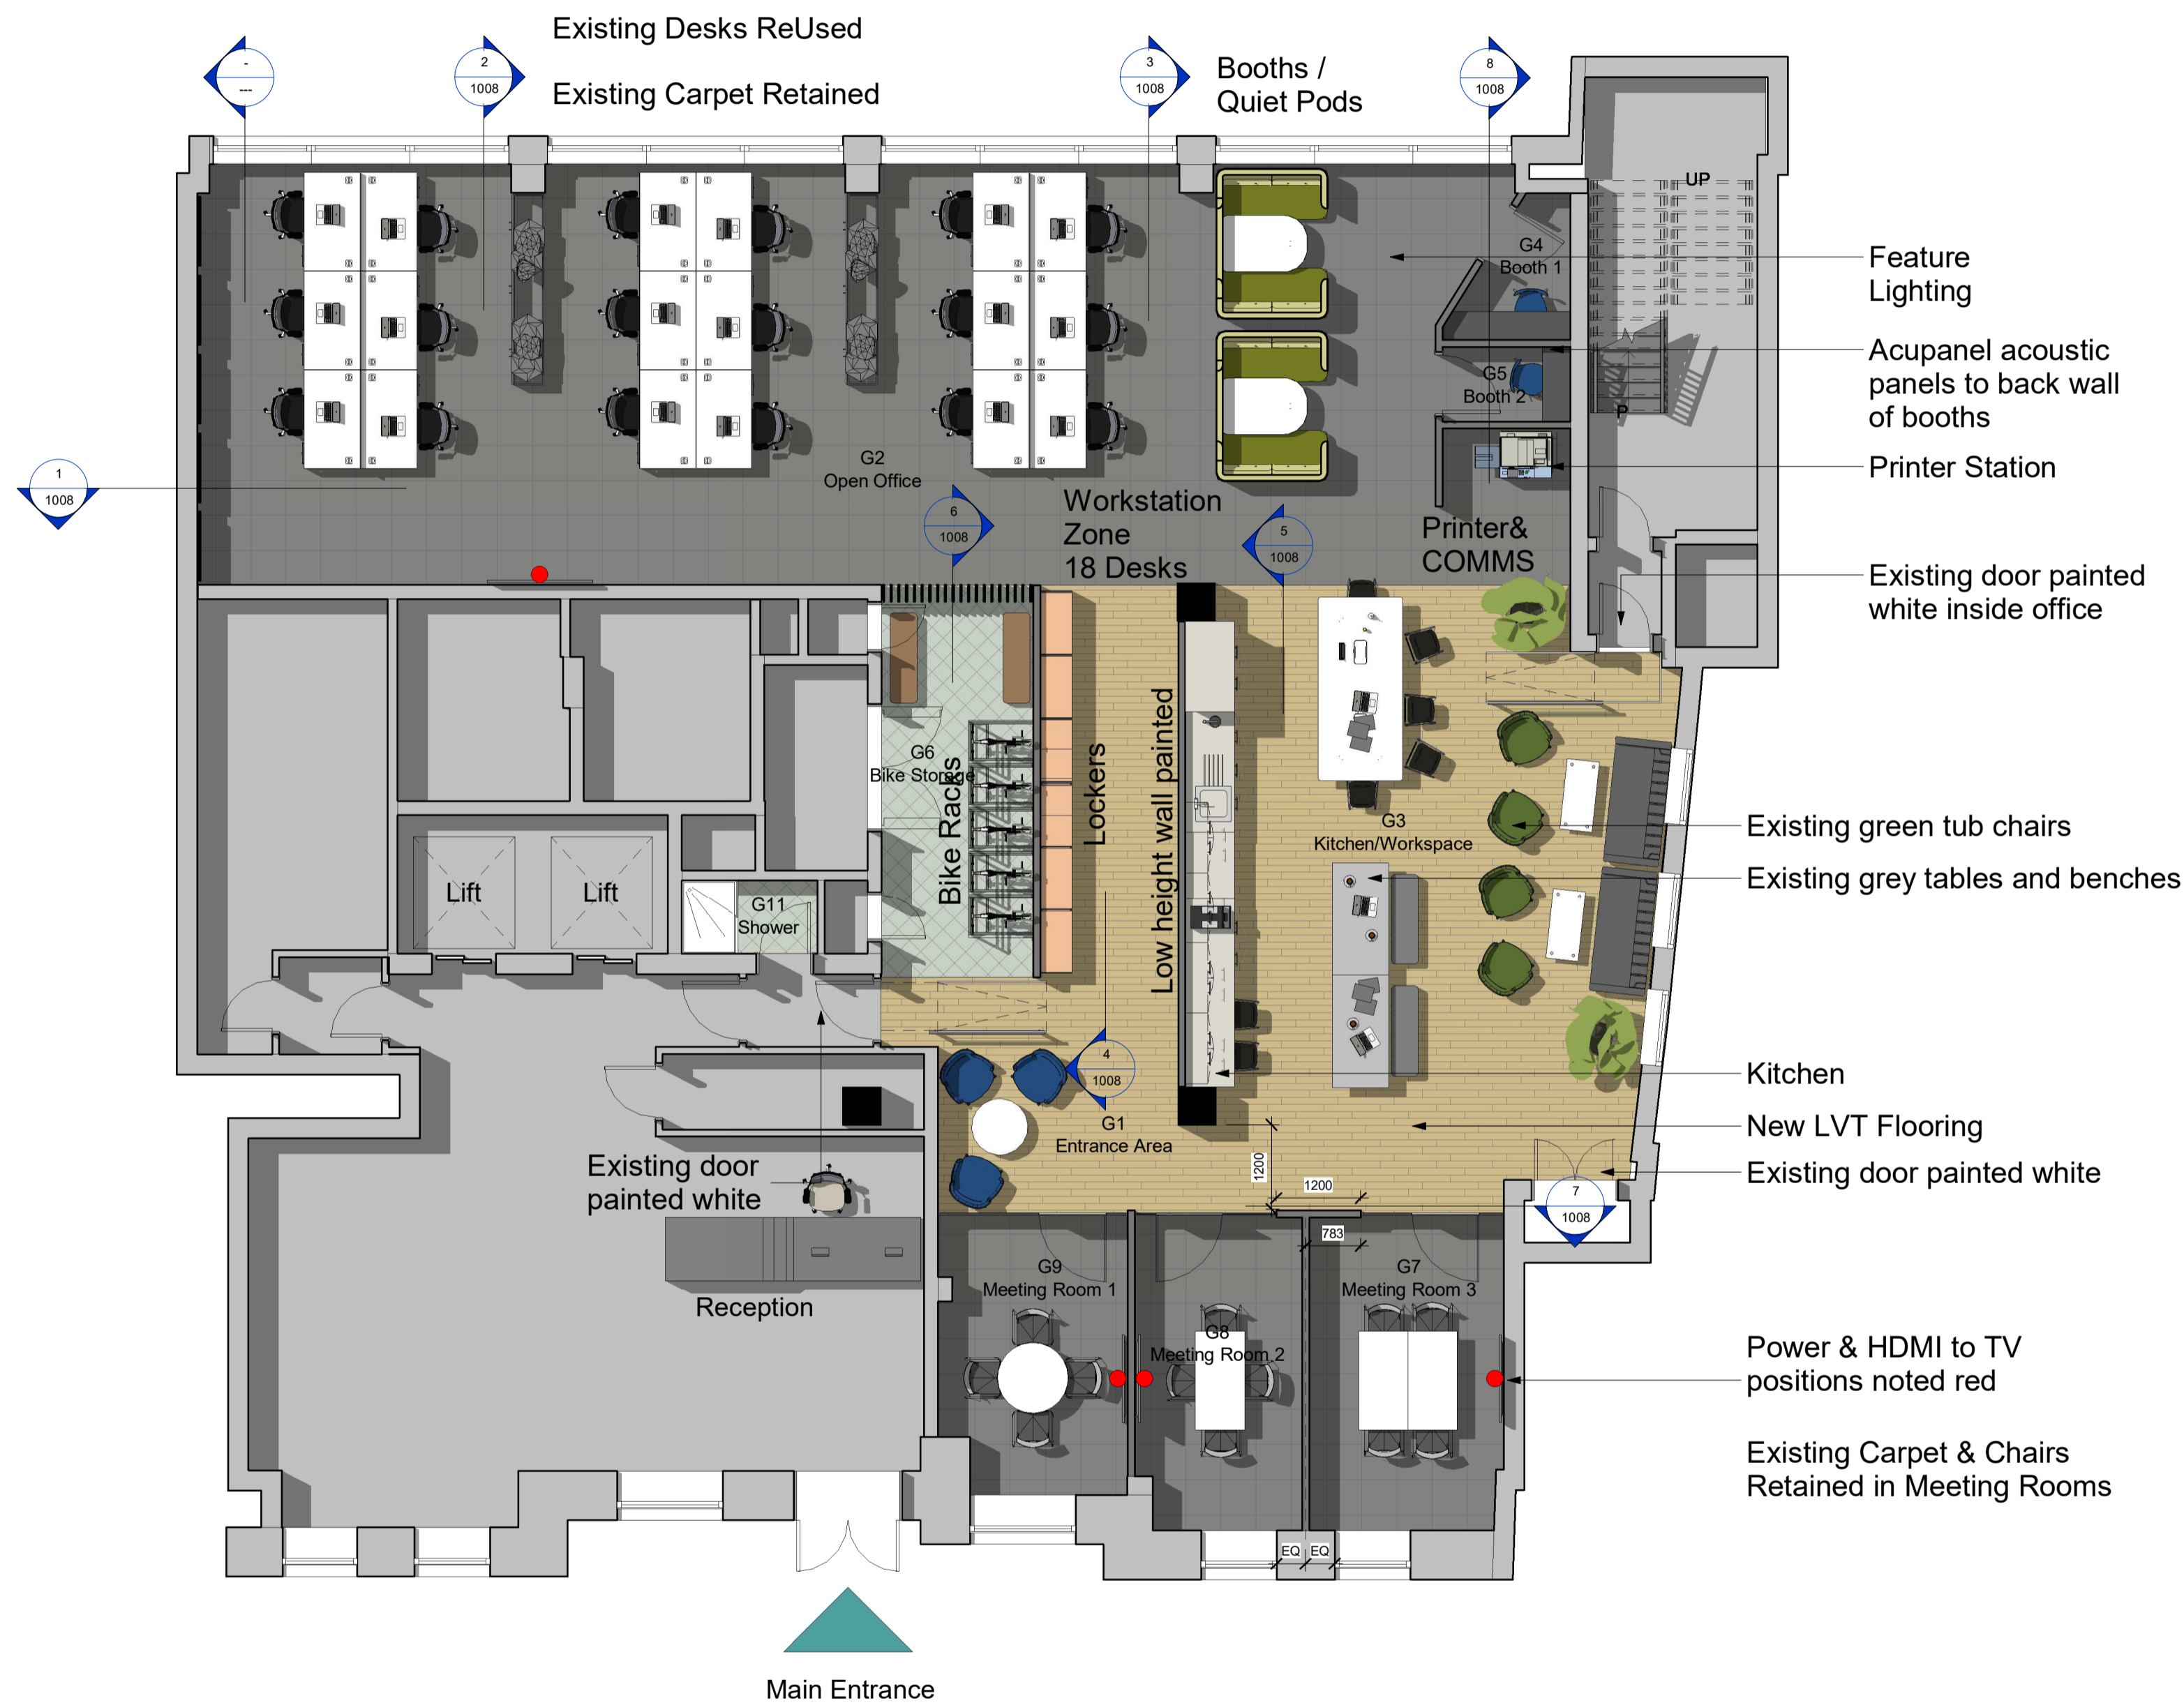 Existing Desks ReUsed
Existing Carpet Retained
-
---
2
1008
3
1008
Booths /
Quiet Pods
8
1008
UP
G4
Booth 1
Feature
Lighting
G5
Booth 2
Acupanel acoustic
panels to back wall
of booths
P
Printer Station
1
1008
G2
Open Office
6
1008
Workstation
Zone
18 Desks
5
1008
Printer&
COMMS
Existing door painted
white inside office
G6
Bike Storage
Bike Racks
Lockers
Low height wall painted
G3
Kitchen/Workspace
Existing green tub chairs
Existing grey tables and benches
Lift
Lift
G11
Shower
4
1008
Kitchen
G1
Entrance Area
New LVT Flooring
Existing door
painted white
Existing door painted white
1200
1200
783
7
1008
Reception
G9
Meeting Room 1
G8
Meeting Room 2
G7
Meeting Room 3
Power & HDMI to TV
positions noted red
Existing Carpet & Chairs
Retained in Meeting Rooms
EQ
EQ
Main Entrance